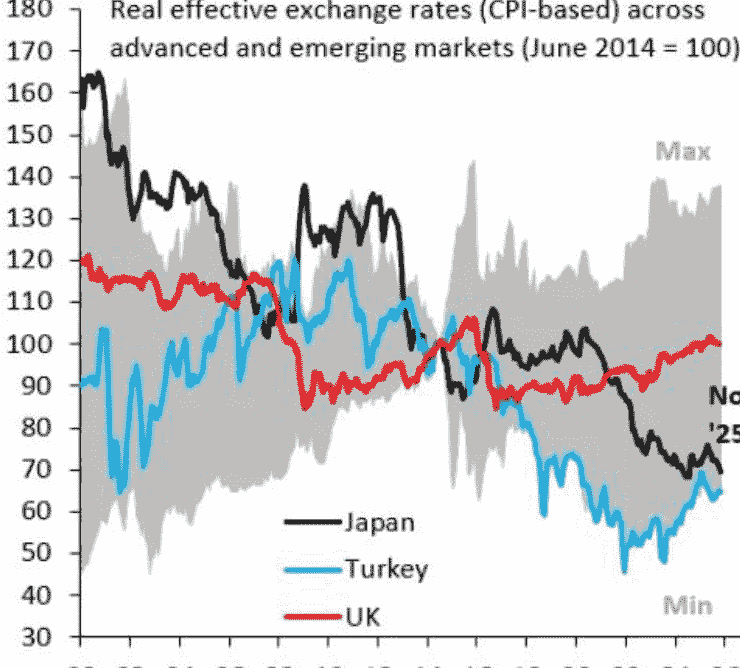 Real effective exchange rates (CPI-based) across
advanced and emerging markets (June 2014 = 100)
180
170
160
150
140
130
120
110
100
90
80
70
60
50
40
30
Max
No
'25
Japan
Turkey
UK
Min